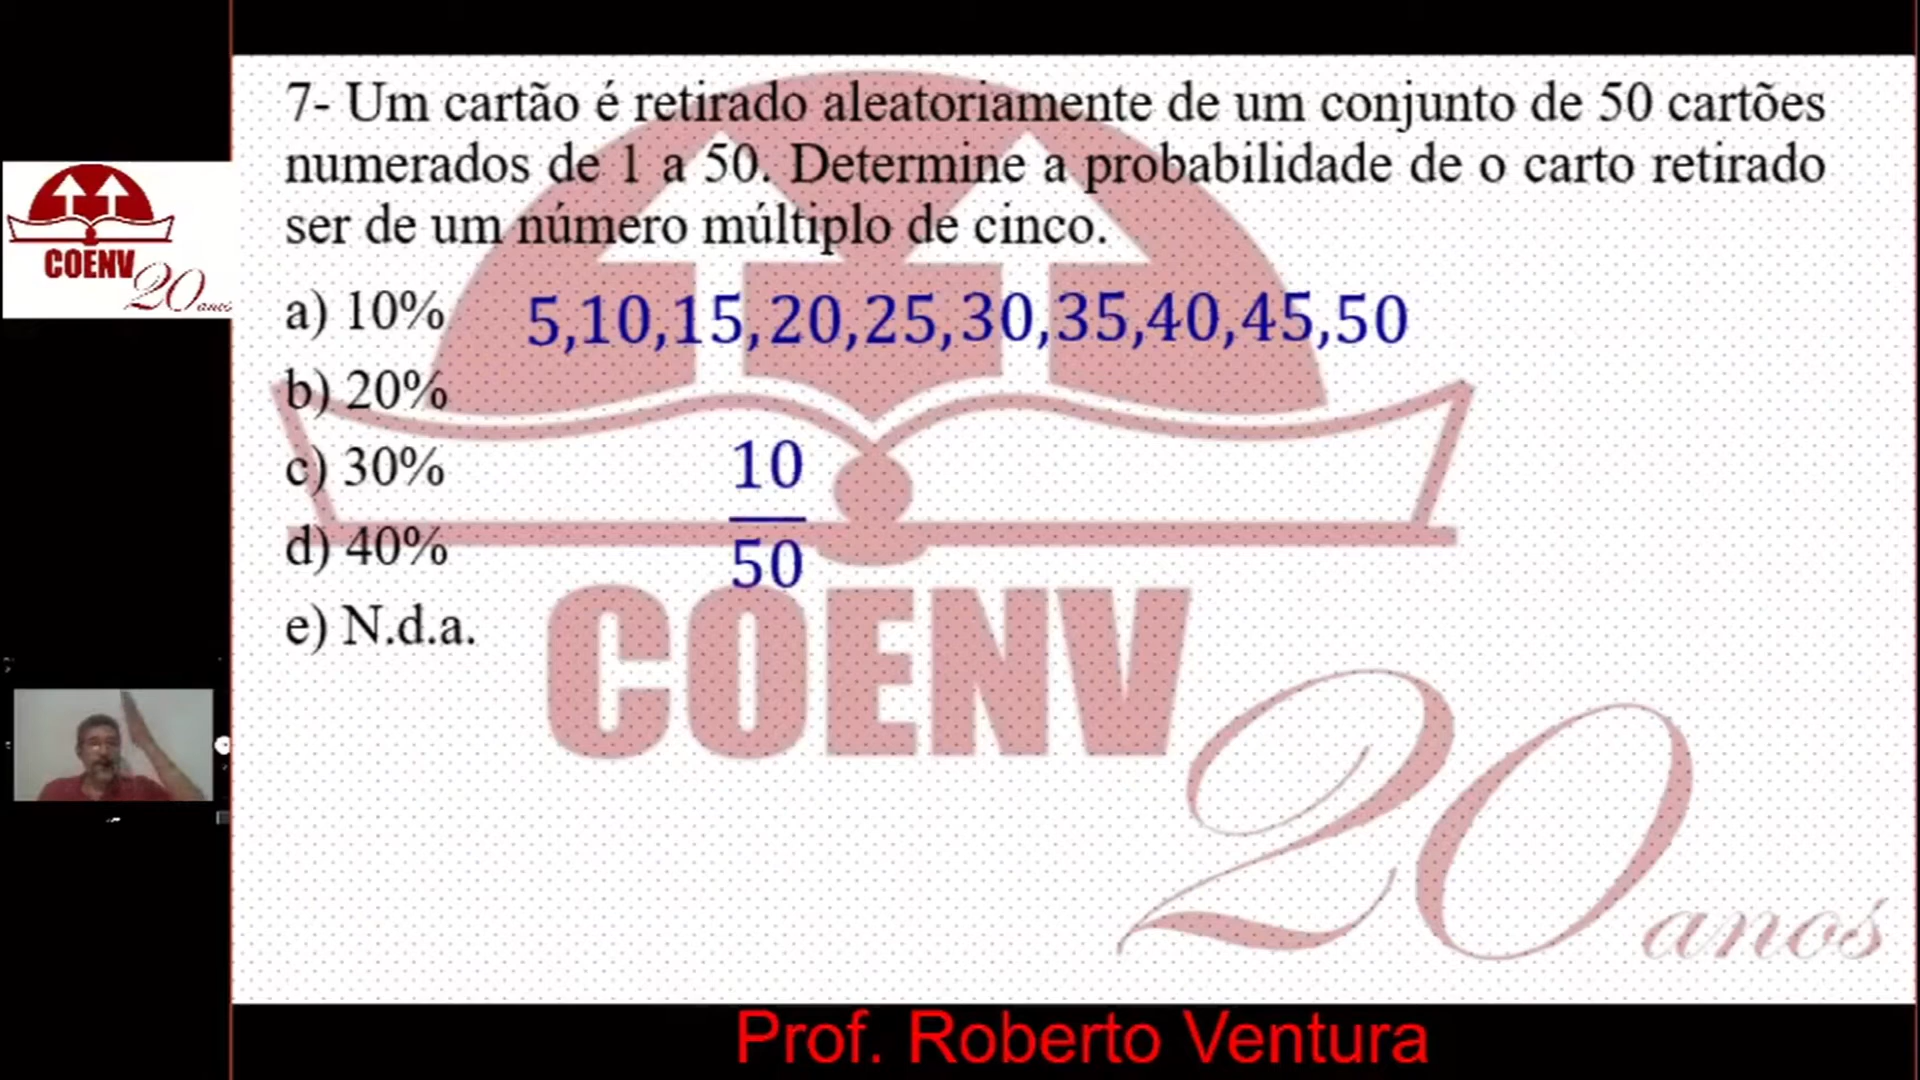 7- Um cartão é retirado aleatoriamente de um conjunto de 50 cartões
numerados de 1 a 50. Determine a probabilidade de o carto retirado
ser de um número múltiplo de cinco.
a) 10%
5,10,15,20,25,30,35,40,45,50
b) 20%
c) 30%
10
50
d) 40%
e) N.d.a.
COENV
20 anos
COENV
20 anos
Prof. Roberto Ventura